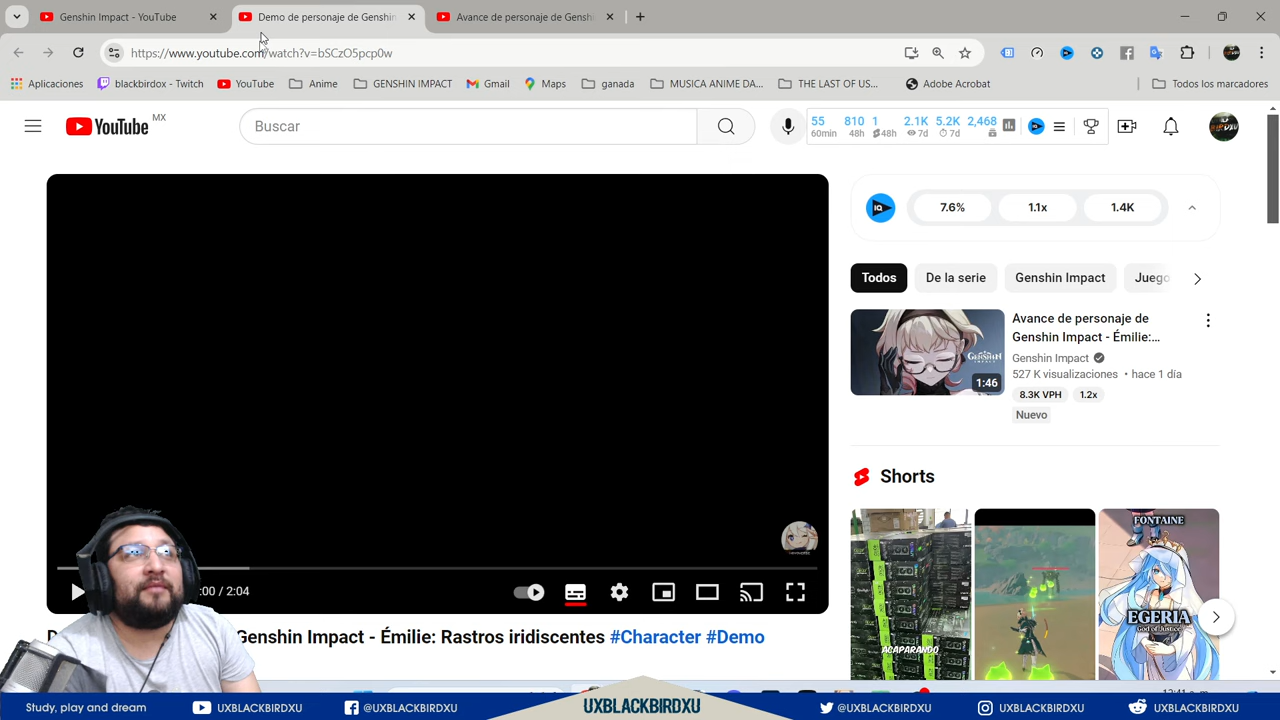 Genshin Impact - YouTube
Demo de personaje de Genshin
Avance de personaje de Gensh
https://www.youtube.com/watch?v=bSCzO5pcp0w
Aplicaciones
blackbirdox - Twitch
YouTube
Anime
GENSHIN IMPACT
Gmail
Maps
ganada
MUSICA ANIME DA...
THE LAST OF US...
Adobe Acrobat
Todos los marcadores
YouTube MX
Buscar
55 810 1 2.1K 5.2K 2,468
60min 48h 48h 7d 7d
IQ
7.6%
1.1x
1.4K
Todos
De la serie
Genshin Impact
Juego
Avance de personaje de
Genshin Impact - Émilie:...
Genshin Impact
527 K visualizaciones • hace 1 día
8.3K VPH
1.2x
Nuevo
GENSHIN
IMPACT
1:46
Shorts
FONTAINE
EGERIA
God of Justice
ACAPARANDO
:00 / 2:04
Genshin Impact - Émilie: Rastros iridiscentes #Character #Demo
Study, play and dream
UXBLACKBIRDXU
@UXBLACKBIRDXU
UXBLACKBIRDXU
@UXBLACKBIRDXU
UXBLACKBIRDXU
UXBLACKBIRDXU